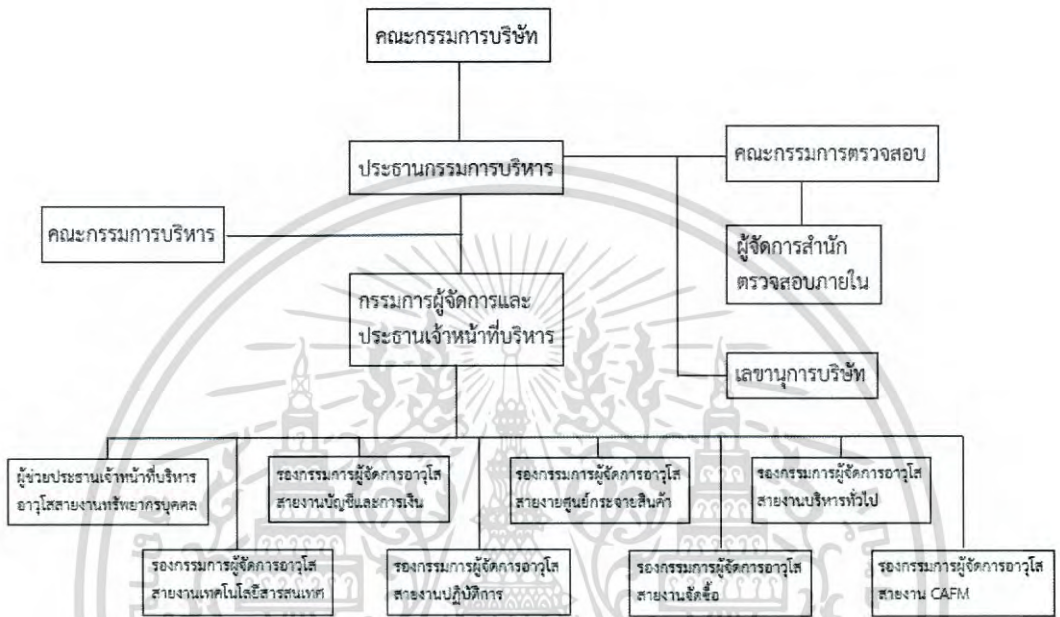 คณะกรรมการบริษัท
ประธานกรรมการบริหาร
คณะกรรมการตรวจสอบ
คณะกรรมการบริหาร
ผู้จัดการสำนัก
ตรวจสอบภายใน
กรรมการผู้จัดการและ
ประธานเจ้าหน้าที่บริหาร
เลขานุการบริษัท
ผู้ช่วยประธานเจ้าหน้าที่บริหาร
อาวุโสสายงานทรัพยากรบุคคล
รองกรรมการผู้จัดการอาวุโส
สายงานบัญชีและการเงิน
รองกรรมการผู้จัดการอาวุโส
สายงายศูนย์กระจายสินค้า
รองกรรมการผู้จัดการอาวุโส
สายงานบริหารทั่วไป
รองกรรมการผู้จัดการอาวุโส
สายงานเทคโนโลยีสารสนเทศ
รองกรรมการผู้จัดการอาวุโส
สายงานปฏิบัติการ
รองกรรมการผู้จัดการอาวุโส
สายงานจัดซื้อ
รองกรรมการผู้จัดการอาวุโส
สายงาน CAFM